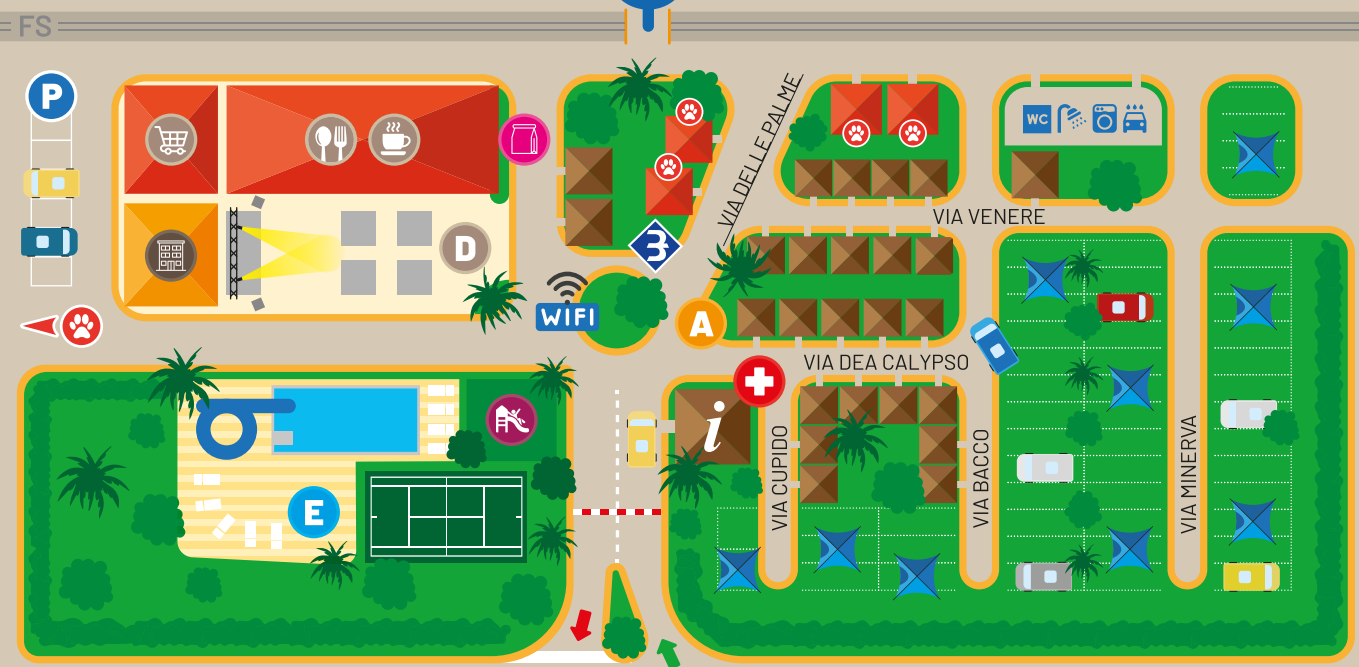 FS
P
WC
VIA DELLE PALME
VIA VENERE
D
3
WIFI
A
VIA DEA CALYPSO
i
E
VIA CUPIDO
VIA BACCO
VIA MINERVA